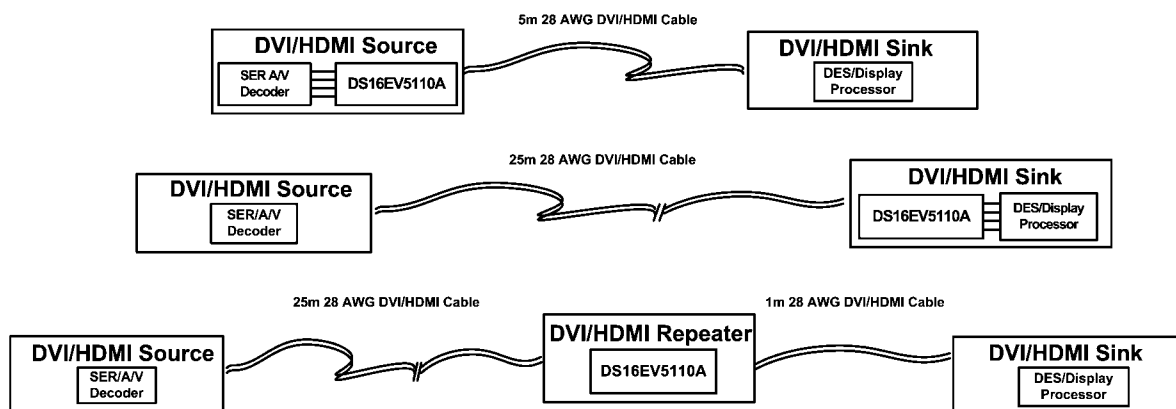 5m 28 AWG DVI/HDMI Cable
DVI/HDMI Source
SER A/V
Decoder
DS16EV5110A
DVI/HDMI Sink
DES/Display
Processor
25m 28 AWG DVI/HDMI Cable
DVI/HDMI Source
SER/A/V
Decoder
DVI/HDMI Sink
DS16EV5110A
DES/Display
Processor
25m 28 AWG DVI/HDMI Cable
1m 28 AWG DVI/HDMI Cable
DVI/HDMI Source
SER/A/V
Decoder
DVI/HDMI Repeater
DS16EV5110A
DVI/HDMI Sink
DES/Display
Processor